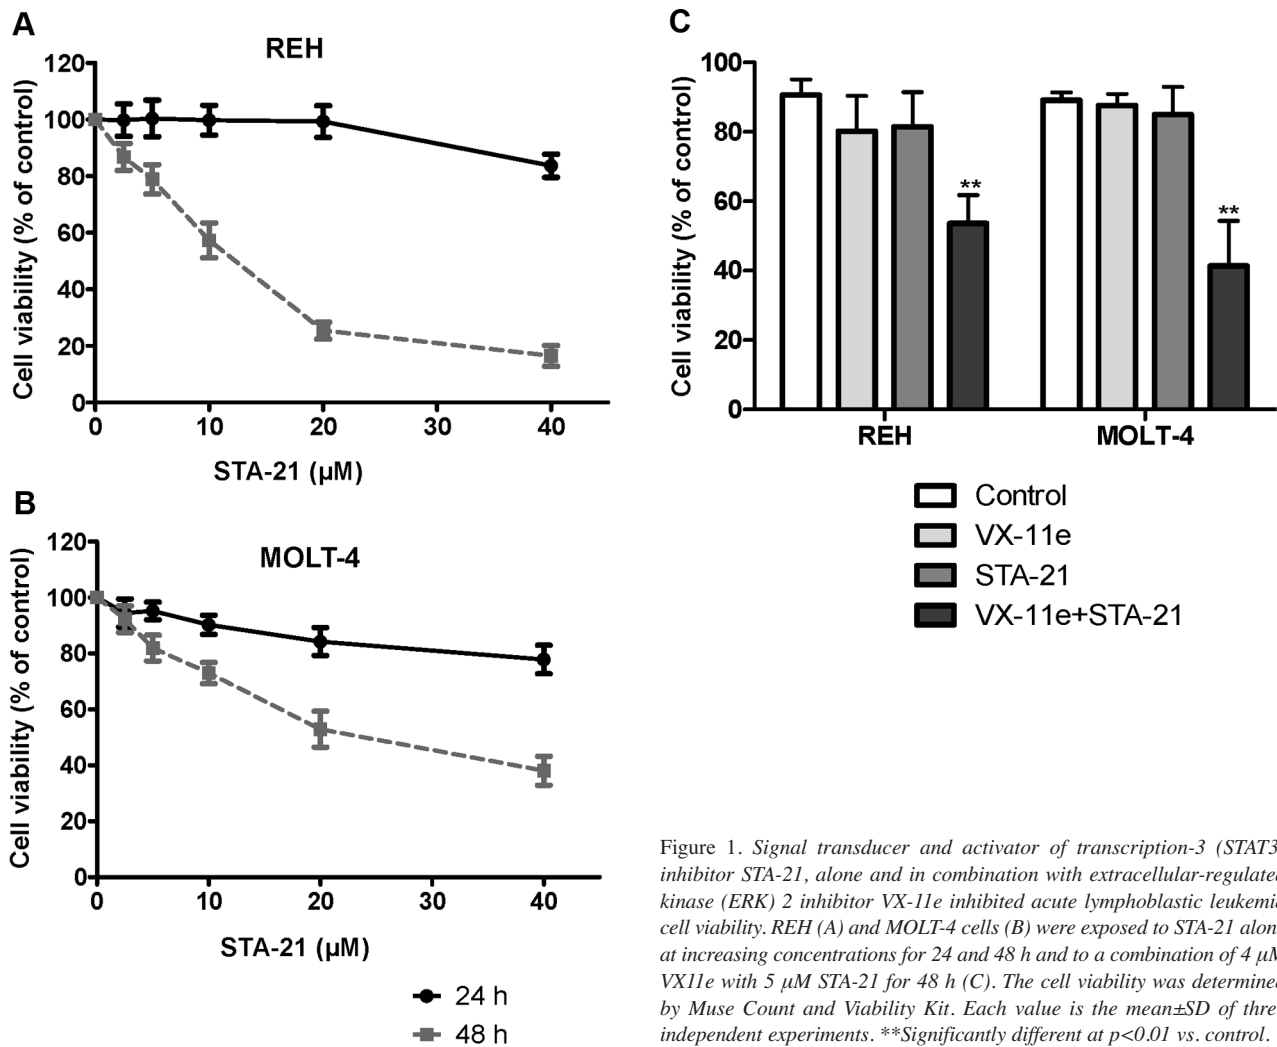 A
REH
120
100
80
60
40
20
0
Cell viability (% of control)
0 10 20 30 40
STA-21 (µM)
B
MOLT-4
120
100
80
60
40
20
0
Cell viability (% of control)
0 10 20 30 40
STA-21 (µM)
24 h
48 h
C
100
80
60
40
20
0
Cell viability (% of control)
**
**
REH MOLT-4
Control
VX-11e
STA-21
VX-11e+STA-21
Figure 1. Signal transducer and activator of transcription-3 (STAT3
inhibitor STA-21, alone and in combination with extracellular-regulated
kinase (ERK) 2 inhibitor VX-11e inhibited acute lymphoblastic leukemi
cell viability. REH (A) and MOLT-4 cells (B) were exposed to STA-21 alon
at increasing concentrations for 24 and 48 h and to a combination of 4 µM
VX11e with 5 µM STA-21 for 48 h (C). The cell viability was determined
by Muse Count and Viability Kit. Each value is the mean±SD of thre
independent experiments. **Significantly different at p<0.01 vs. control.